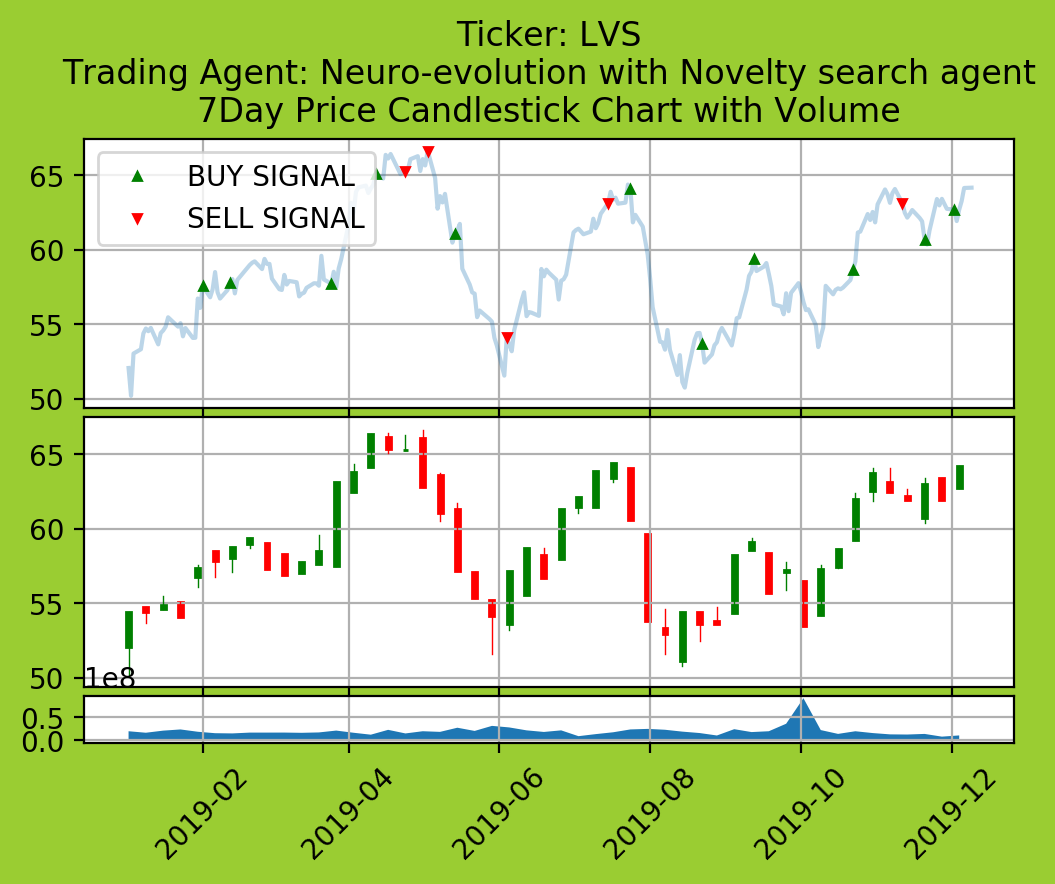 Ticker: LVS
Trading Agent: Neuro-evolution with Novelty search agent
7Day Price Candlestick Chart with Volume
BUY SIGNAL
SELL SIGNAL
65
60
55
50
65
60
55
50
1e8
0.5
0.0
2019-02
2019-04
2019-06
2019-08
2019-10
2019-12